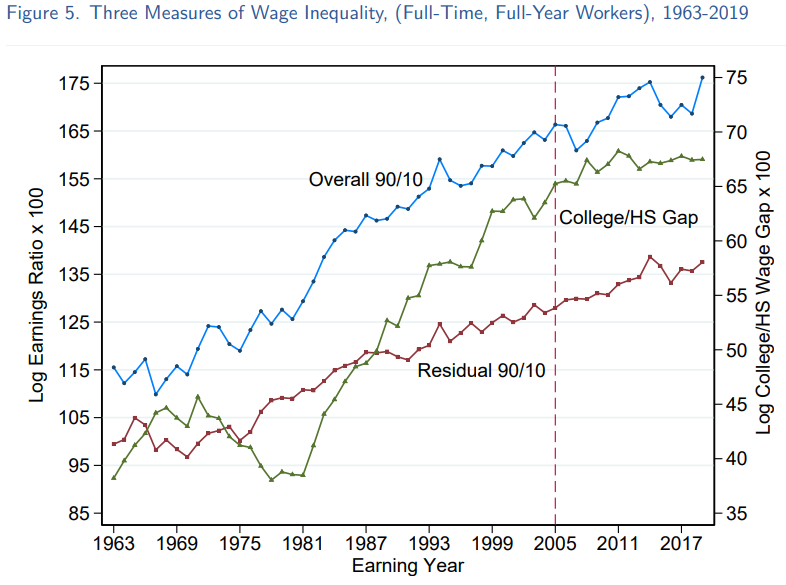 Figure 5. Three Measures of Wage Inequality, (Full-Time, Full-Year Workers), 1963-2019
175
165
155
145
135
125
115
105
95
85
Log Earnings Ratio x 100
75
70
65
60
55
50
45
40
35
Log College/HS Wage Gap x 100
Overall 90/10
College/HS Gap
Residual 90/10
1963 1969 1975 1981 1987 1993 1999 2005 2011 2017
Earning Year